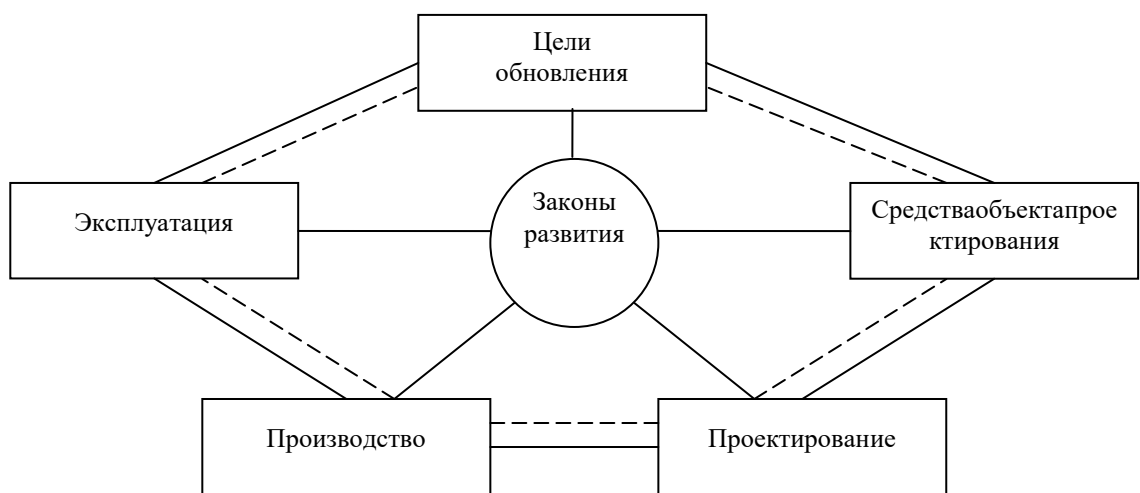 Цели
обновления
Законы
развития
Эксплуатация
Средстваобъектапрое
ктирования
Производство
Проектирование